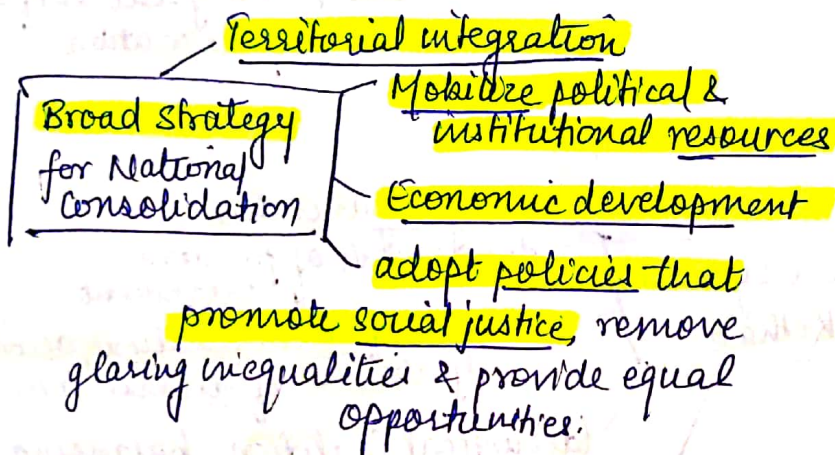 Territorial integration
Broad strategy
for National
Consolidation
Mobilize political &
institutional resources
Economic development
adopt policies that
promote social justice, remove
glaring inequalities & provide equal
opportunities.